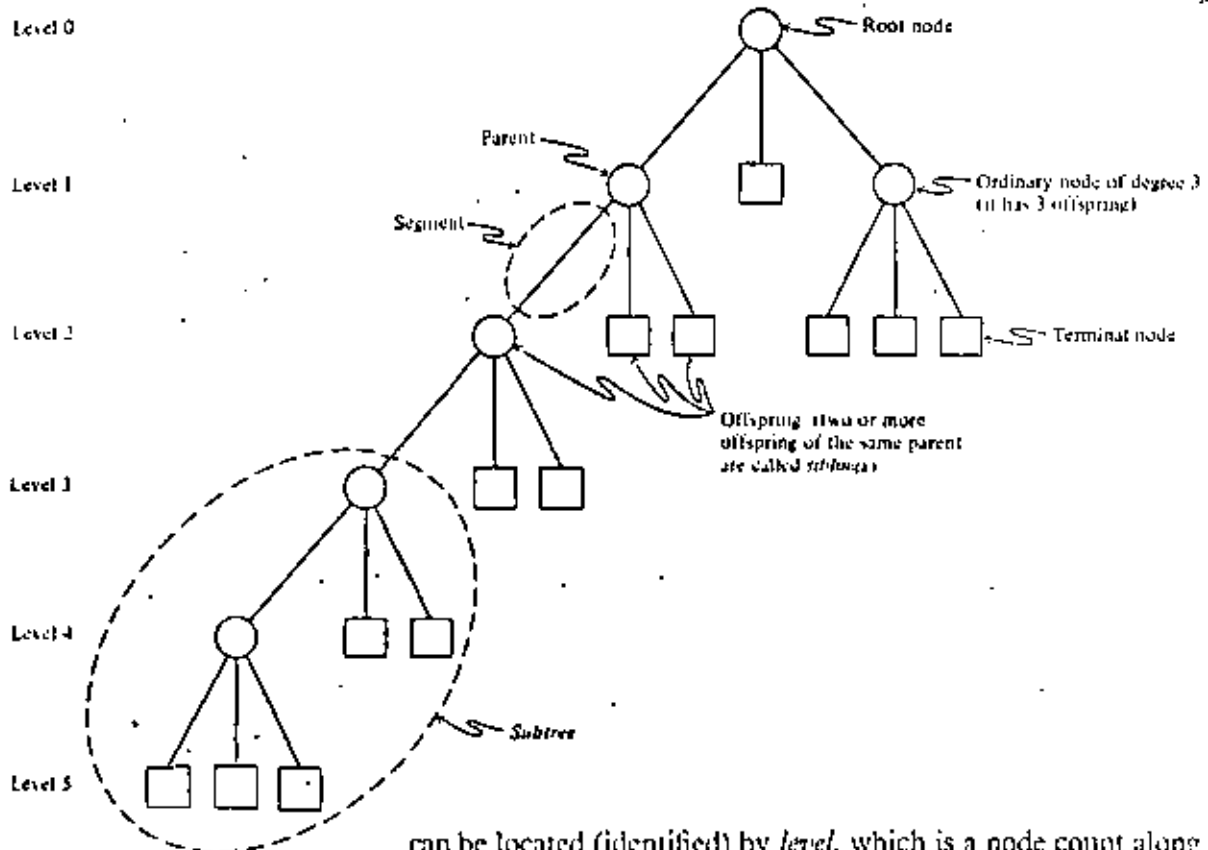 Level 0
Root node
Parent
Level 1
Ordinary node of degree 3
(it has 3 offspring)
Segment
Level 2
Terminal node
Offspring (two or more
offspring of the same parent
are called siblings)
Level 3
Level 4
Subtree
Level 5
can be located (identified) by level, which is a node count along